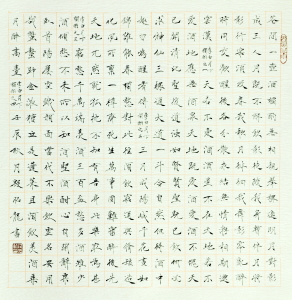 花間一壺酒獨酌無相親舉杯邀明月對影
成三人月既不解飲影徒隨我身暫伴月將
影行樂須及春我歌月徘徊我舞影零亂醒
時同交歡醉後各分散永結無情遊相期邈
雲漢 天若不愛酒酒星不在天地若不
愛酒地應無酒泉天地既愛酒愛酒不愧天
已聞清比聖復道濁如賢賢聖既已飲何
必求神仙三杯通大道一斗合自然但得酒中
趣勿為醒者傳 三月咸陽城千花晝如
錦誰能春獨愁對此徑須飲窮通與修短造
化夙所稟一樽齊死生萬事固難審醉後失
天地兀然就孤枕不知有吾身此樂最為甚
窮愁千萬端美酒三百杯愁多酒雖少
酒傾愁不來所以知酒聖酒酣心自開辭粟
臥首陽屢空飢顏回當代不樂飲虛名安用
蟹螯即金液糟丘是蓬萊且須飲美酒乘
月醉高臺 壬辰秋月 書